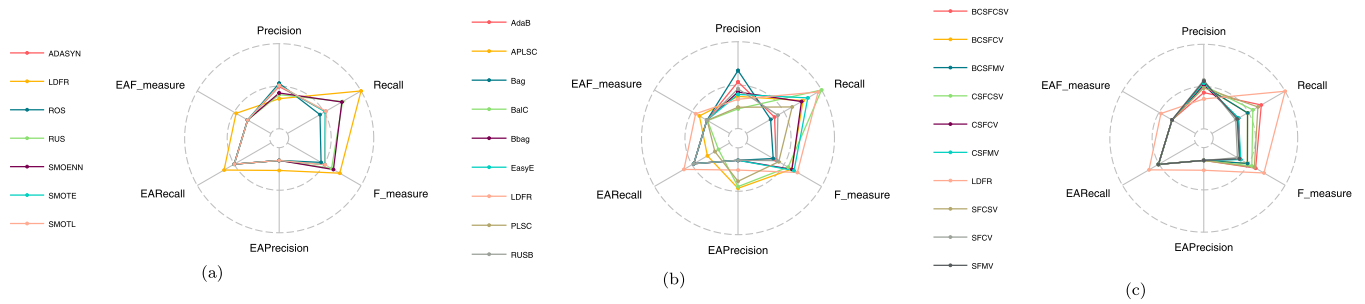 ADASYN
LDFR
ROS
RUS
SMOENN
SMOTE
SMOTL
Precision
Recall
F_measure
EAPrecision
EARecall
EAF_measure
(a)
AdaB
APLSC
Bag
BalC
Bbag
EasyE
LDFR
PLSC
RUSB
Precision
Recall
F_measure
EAPrecision
EARecall
EAF_measure
(b)
BCSFCSV
BCSFCV
BCSFMV
CSFCSV
CSFCV
CSFMV
LDFR
SFCSV
SFCV
SFMV
Precision
Recall
F_measure
EAPrecision
EARecall
EAF_measure
(c)